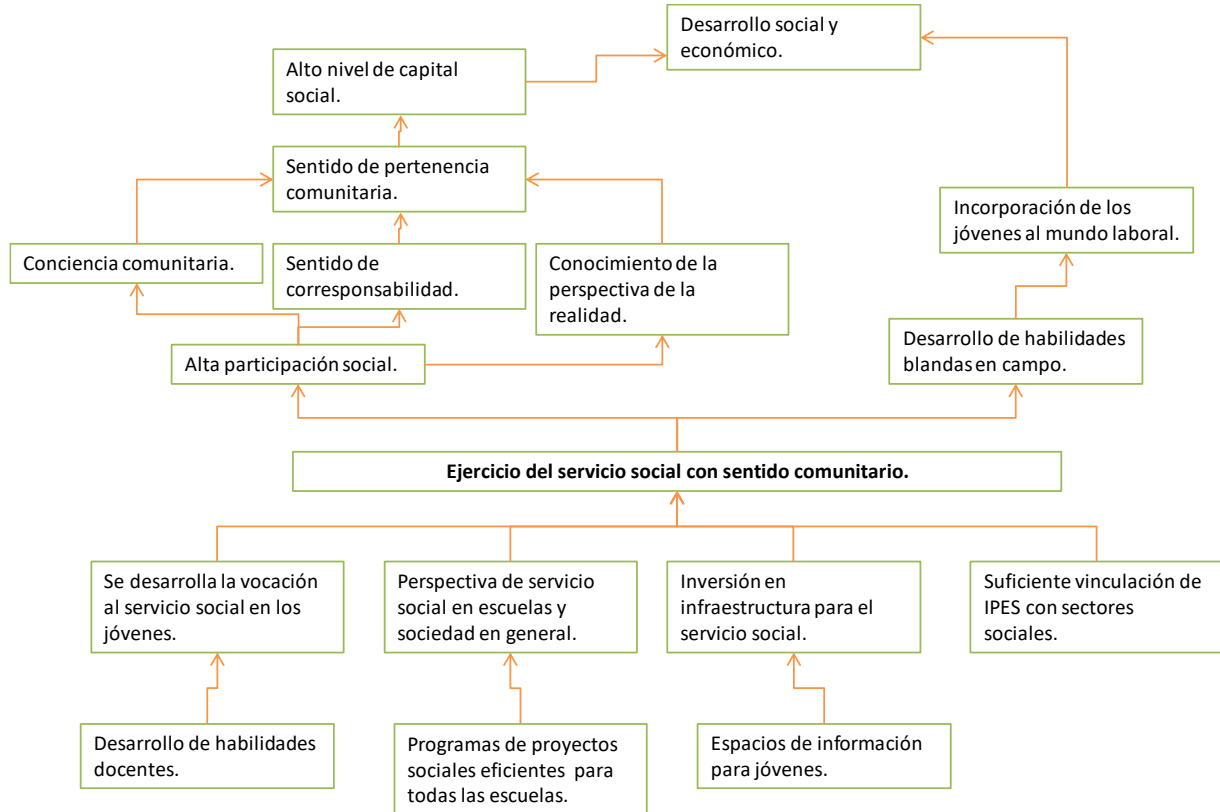 Desarrollo social y
económico.
Alto nivel de capital
social.
Sentido de pertenencia
comunitaria.
Incorporación de los
jóvenes al mundo laboral.
Conciencia comunitaria.
Sentido de
corresponsabilidad.
Conocimiento de la
perspectiva de la
realidad.
Alta participación social.
Desarrollo de habilidades
blandas en campo.
Ejercicio del servicio social con sentido comunitario.
Se desarrolla la vocación
al servicio social en los
jóvenes.
Perspectiva de servicio
social en escuelas y
sociedad en general.
Inversión en
infraestructura para el
servicio social.
Suficiente vinculación de
IPES con sectores
sociales.
Desarrollo de habilidades
docentes.
Programas de proyectos
sociales eficientes para
todas las escuelas.
Espacios de información
para jóvenes.